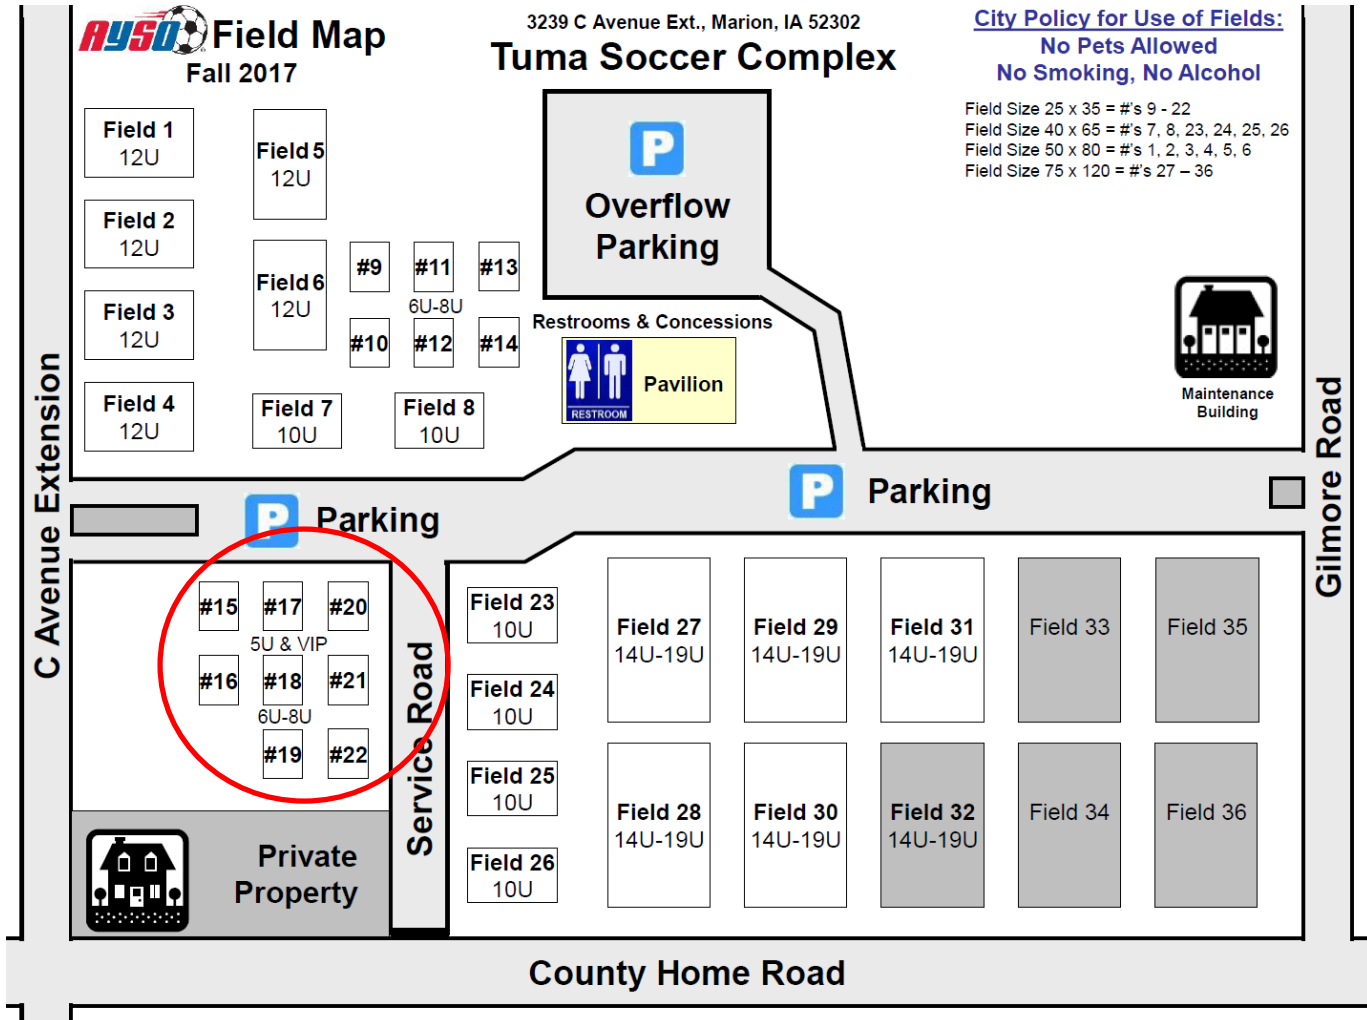 AYSO Field Map
Fall 2017
3239 C Avenue Ext., Marion, IA 52302
Tuma Soccer Complex
City Policy for Use of Fields:
No Pets Allowed
No Smoking, No Alcohol
Field Size 25 x 35 = #'s 9 - 22
Field Size 40 x 65 = #'s 7, 8, 23, 24, 25, 26
Field Size 50 x 80 = #'s 1, 2, 3, 4, 5, 6
Field Size 75 x 120 = #'s 27 – 36
Field 1
12U
Field 2
12U
Field 3
12U
Field 4
12U
Field 5
12U
Field 6
12U
#9 #11 #13
6U-8U
#10 #12 #14
Field 7
10U
Field 8
10U
P
Overflow
Parking
Restrooms & Concessions
RESTROOM
Pavilion
Maintenance
Building
C Avenue Extension
Gilmore Road
P Parking
P Parking
#15 #17 #20
5U & VIP
#16 #18 #21
6U-8U
#19 #22
Service Road
Private
Property
Field 23
10U
Field 24
10U
Field 25
10U
Field 26
10U
Field 27
14U-19U
Field 29
14U-19U
Field 31
14U-19U
Field 33
Field 35
Field 28
14U-19U
Field 30
14U-19U
Field 32
14U-19U
Field 34
Field 36
County Home Road